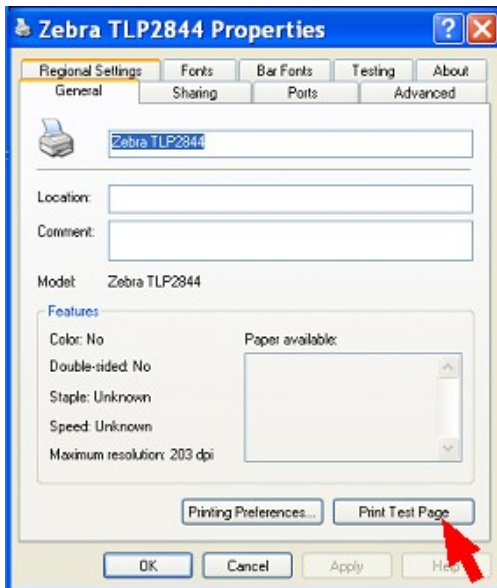 Zebra TLP2844 Properties
Regional Settings Fonts Bar Fonts Testing About
General Sharing Ports Advanced
Zebra TLP2844
Location:
Comment:
Model: Zebra TLP2844
Features
Color: No Paper available:
Double-sided: No
Staple: Unknown
Speed: Unknown
Maximum resolution: 203 dpi
Printing Preferences... Print Test Page
OK Cancel Apply